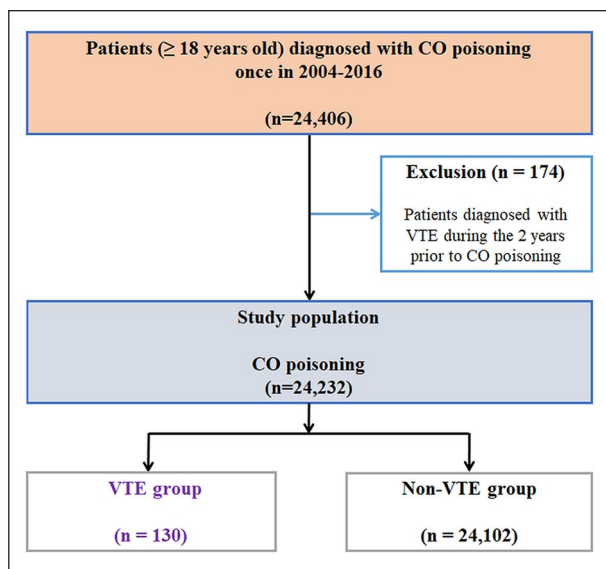 Patients (≥ 18 years old) diagnosed with CO poisoning
once in 2004-2016
(n=24,406)
Exclusion (n = 174)
Patients diagnosed with
VTE during the 2 years
prior to CO poisoning
Study population
CO poisoning
(n=24,232)
VTE group
(n = 130)
Non-VTE group
(n = 24,102)